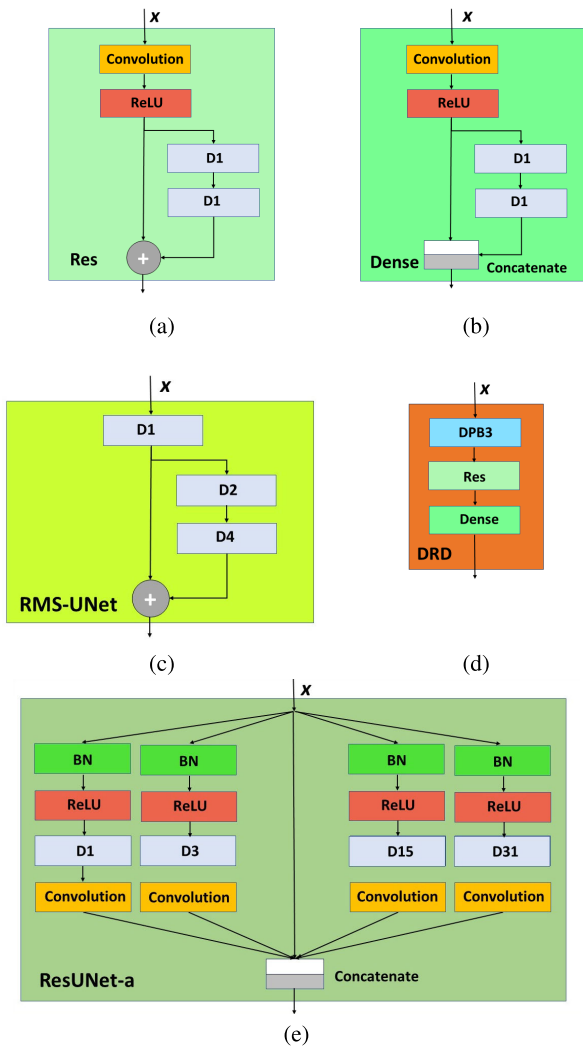 X
Convolution
ReLU
D1
D1
+
Res
(a)
X
Convolution
ReLU
D1
D1
Dense
Concatenate
(b)
X
D1
D2
D4
+
RMS-UNet
(c)
X
DPB3
Res
Dense
DRD
(d)
X
BN BN BN BN
ReLU ReLU ReLU ReLU
D1 D3 D15 D31
Convolution Convolution Convolution Convolution
ResUNet-a
Concatenate
(e)